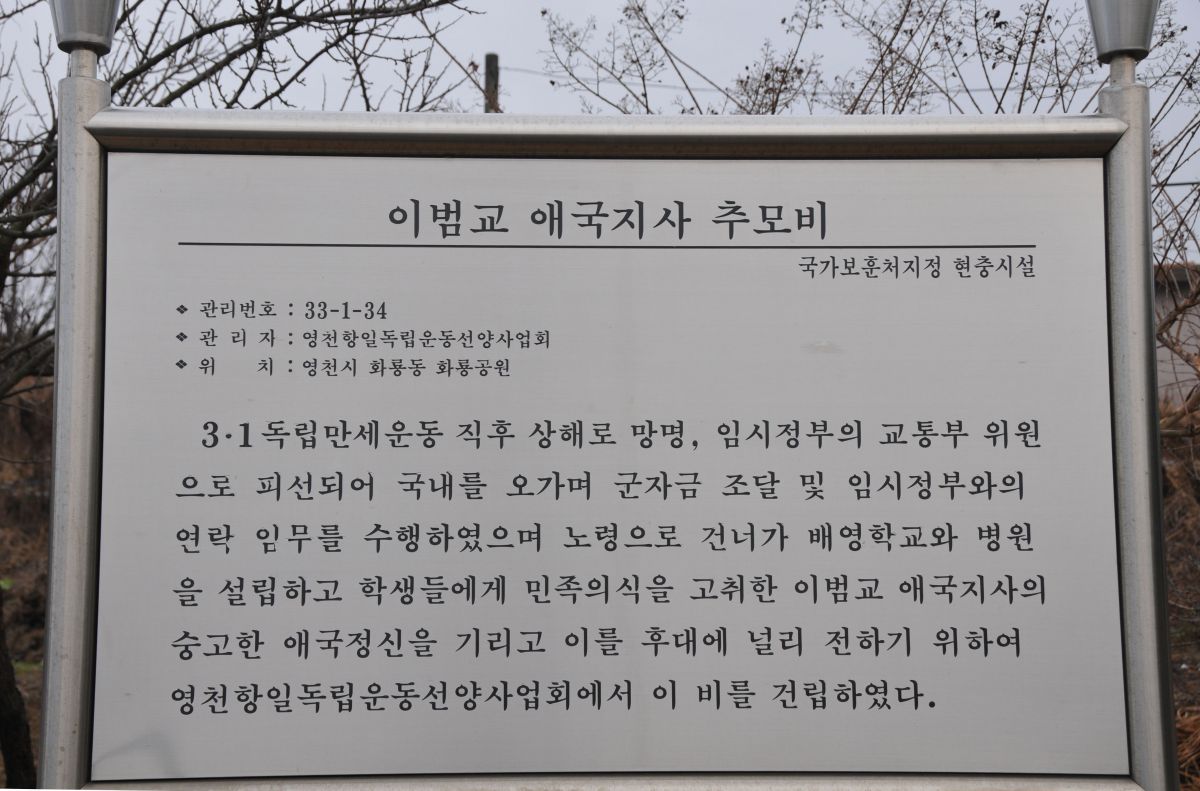 이범교 애국지사 추모비
국가보훈처지정 현충시설
❖ 관리번호 : 33-1-34
❖ 관 리 자 : 영천항일독립운동선양사업회
❖ 위 치 : 영천시 화룡동 화룡공원
3·1독립만세운동 직후 상해로 망명, 임시정부의 교통부 위원
으로 피선되어 국내를 오가며 군자금 조달 및 임시정부와의
연락 임무를 수행하였으며 노령으로 건너가 배영학교와 병원
을 설립하고 학생들에게 민족의식을 고취한 이범교 애국지사의
숭고한 애국정신을 기리고 이를 후대에 널리 전하기 위하여
영천항일독립운동선양사업회에서 이 비를 건립하였다.